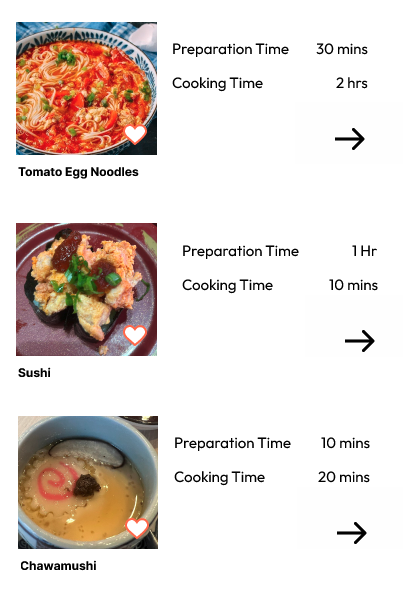 Preparation Time 30 mins
Cooking Time 2 hrs
Tomato Egg Noodles
Preparation Time 1 Hr
Cooking Time 10 mins
Sushi
Preparation Time 10 mins
Cooking Time 20 mins
Chawamushi